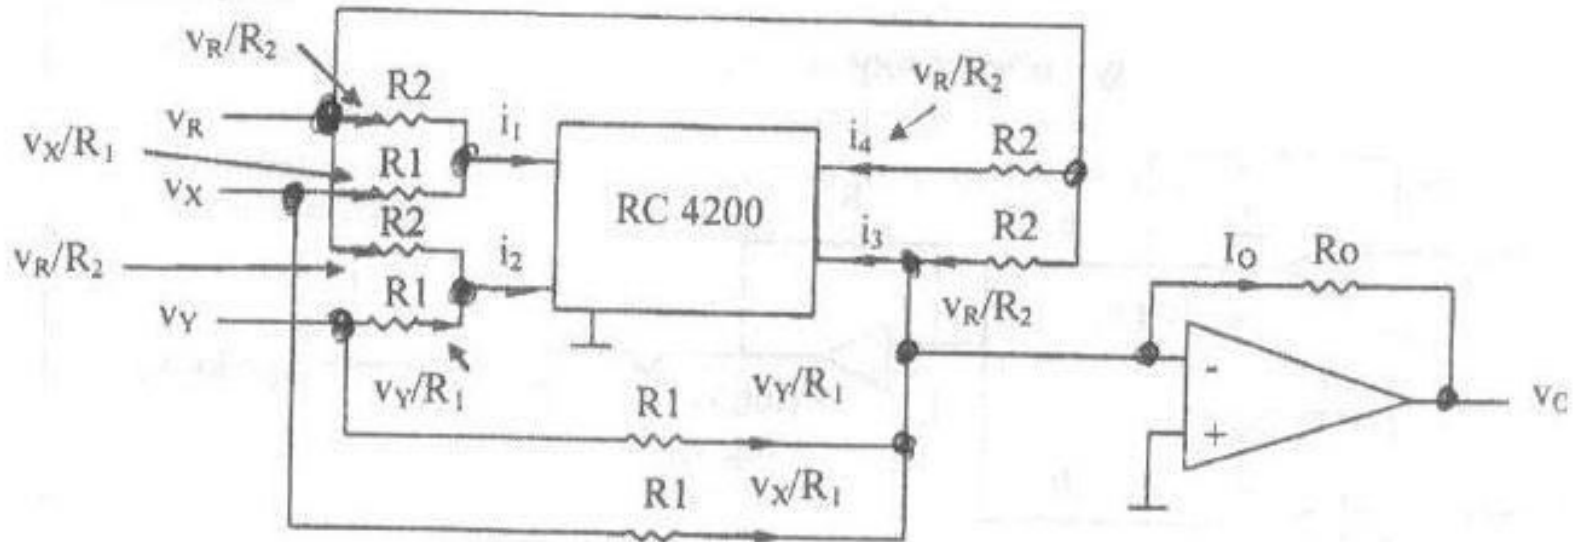 vR/R2
R2
vR
i1
vX/R1
R1
vX
RC 4200
R2
vR/R2
i2
R1
vY
vY/R1
vR/R2
i4
R2
i3
R2
vR/R2
IO
Ro
-
+
vO
R1
vY/R1
R1
vX/R1